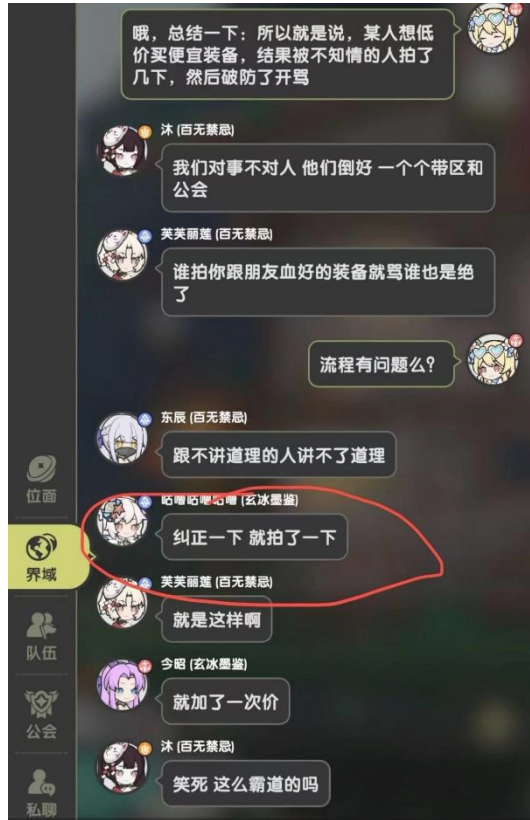 哦，总结一下：所以就是说，某人想低
价买便宜装备，结果被不知情的人拍了
几下，然后破防了开骂
沐 (百无禁忌)
我们对事不对人 他们倒好 一个个带区和
公会
芙芙丽莲 (百无禁忌)
谁拍你跟朋友血好的装备就骂谁也是绝
了
流程有问题么?
东辰 (百无禁忌)
跟不讲道理的人讲不了道理
咕噜咕咕咕噜 (玄冰墨鉴)
纠正一下 就拍了一下
芙芙丽莲 (百无禁忌)
就是这样啊
今昭 (玄冰墨鉴)
就加了一次价
沐 (百无禁忌)
笑死 这么霸道的吗
位面
界域
队伍
公会
私聊